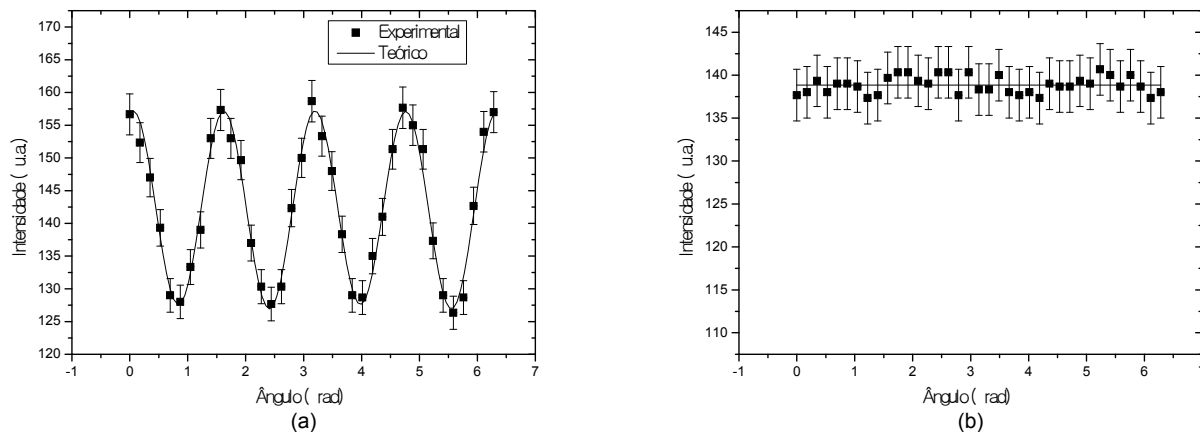 Experimental
Teórico
175
170
165
160
155
150
145
140
135
130
125
120
Intensidade ( u.a.)
-1 0 1 2 3 4 5 6 7
Ângulo ( rad)
(a)
145
140
135
130
125
120
115
110
Intensidade ( u.a.)
-1 0 1 2 3 4 5 6 7
Ângulo ( rad)
(b)